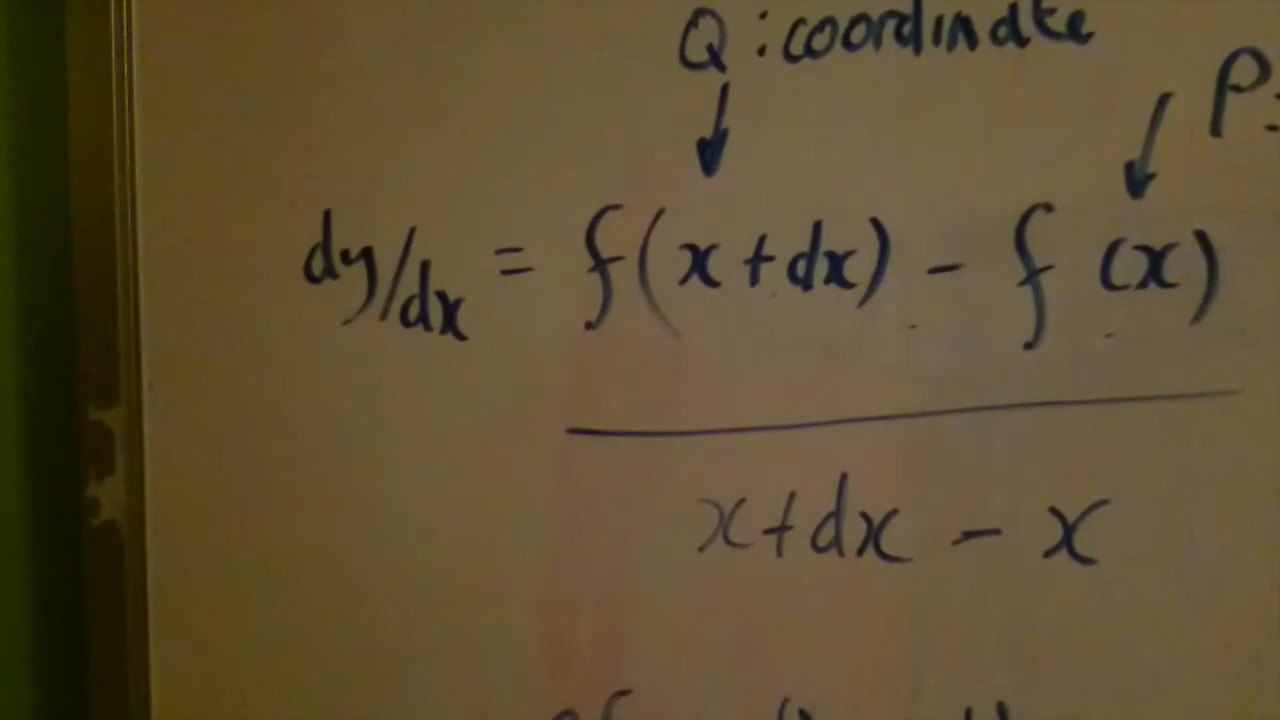 Q : coordinate
P:
dy/dx = f(x+dx) - f (x)
x+dx - x